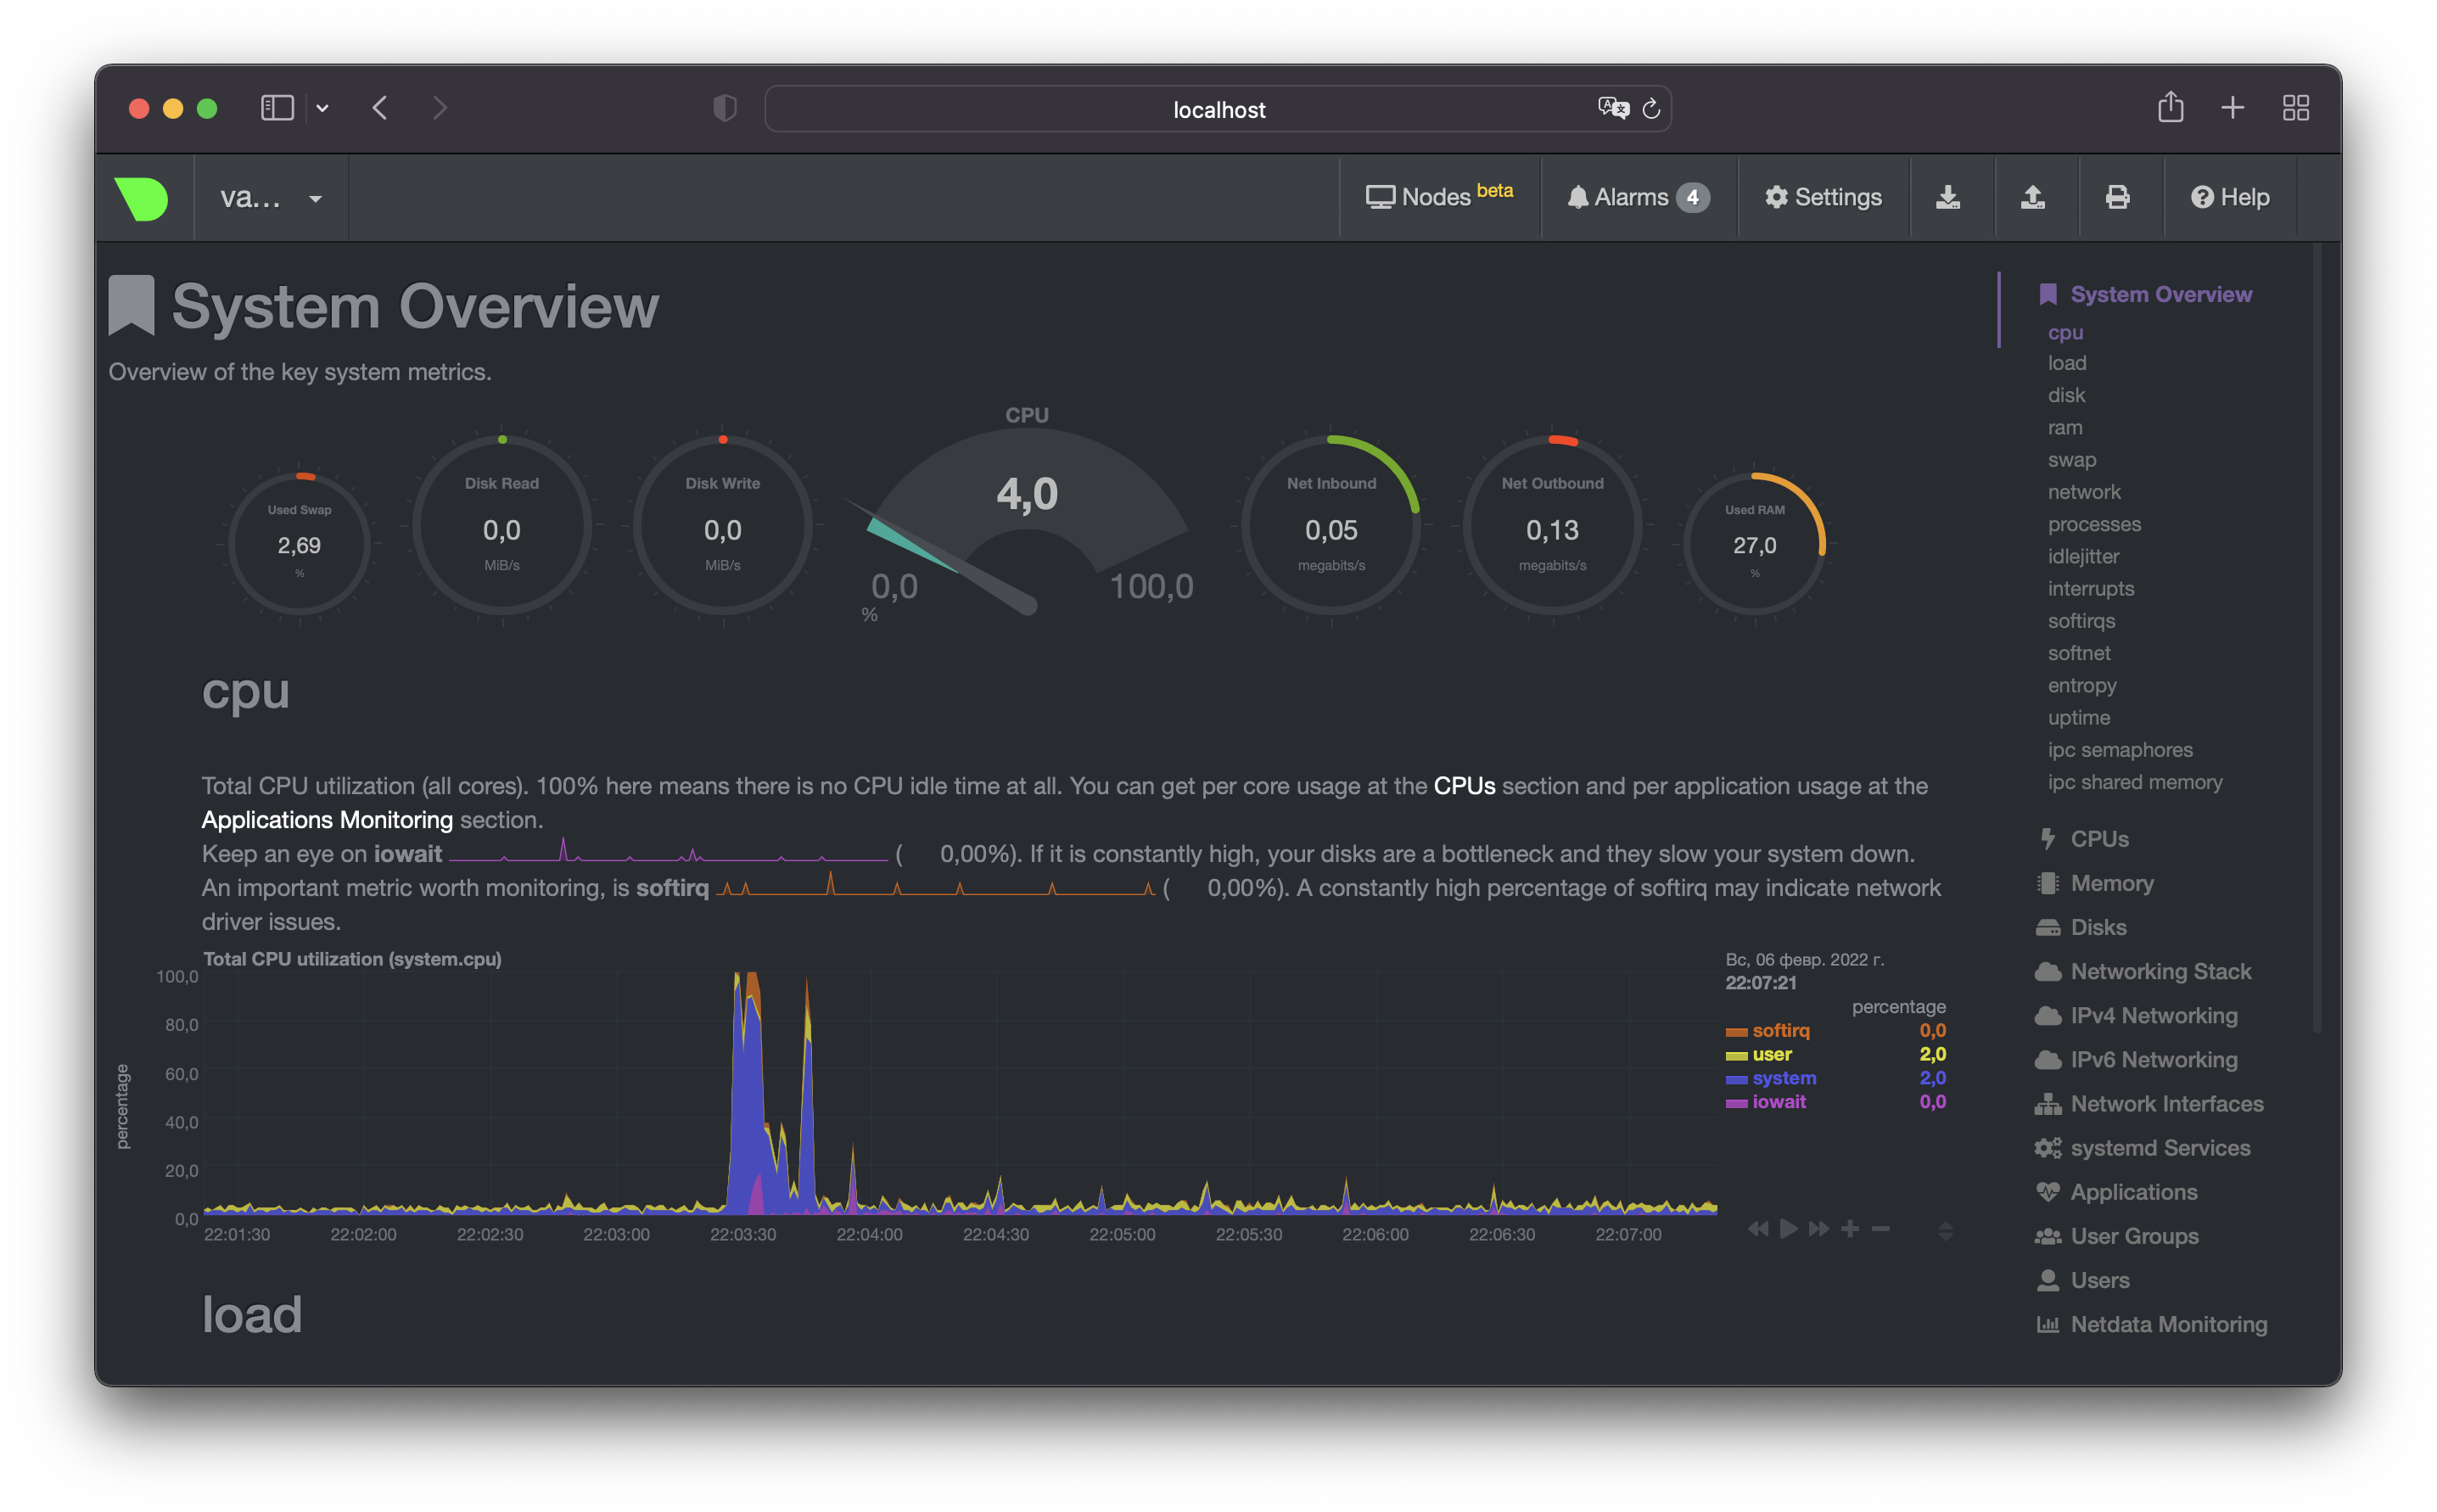 localhost
va...
Nodes beta
Alarms 4
Settings
Help
System Overview
Overview of the key system metrics.
Used Swap
2,69
%
Disk Read
0,0
MiB/s
Disk Write
0,0
MiB/s
CPU
4,0
0,0
100,0
%
Net Inbound
0,05
megabits/s
Net Outbound
0,13
megabits/s
Used RAM
27,0
%
cpu
Total CPU utilization (all cores). 100% here means there is no CPU idle time at all. You can get per core usage at the CPUs section and per application usage at the
Applications Monitoring section.
Keep an eye on iowait ( 0,00%). If it is constantly high, your disks are a bottleneck and they slow your system down.
An important metric worth monitoring, is softirq ( 0,00%). A constantly high percentage of softirq may indicate network
driver issues.
Total CPU utilization (system.cpu)
percentage
100,0
80,0
60,0
40,0
20,0
0,0
22:01:30 22:02:00 22:02:30 22:03:00 22:03:30 22:04:00 22:04:30 22:05:00 22:05:30 22:06:00 22:06:30 22:07:00
Вс, 06 февр. 2022 г.
22:07:21
percentage
softirq 0,0
user 2,0
system 2,0
iowait 0,0
load
System Overview
cpu
load
disk
ram
swap
network
processes
idlejitter
interrupts
softirqs
softnet
entropy
uptime
ipc semaphores
ipc shared memory
CPUs
Memory
Disks
Networking Stack
IPv4 Networking
IPv6 Networking
Network Interfaces
systemd Services
Applications
User Groups
Users
Netdata Monitoring